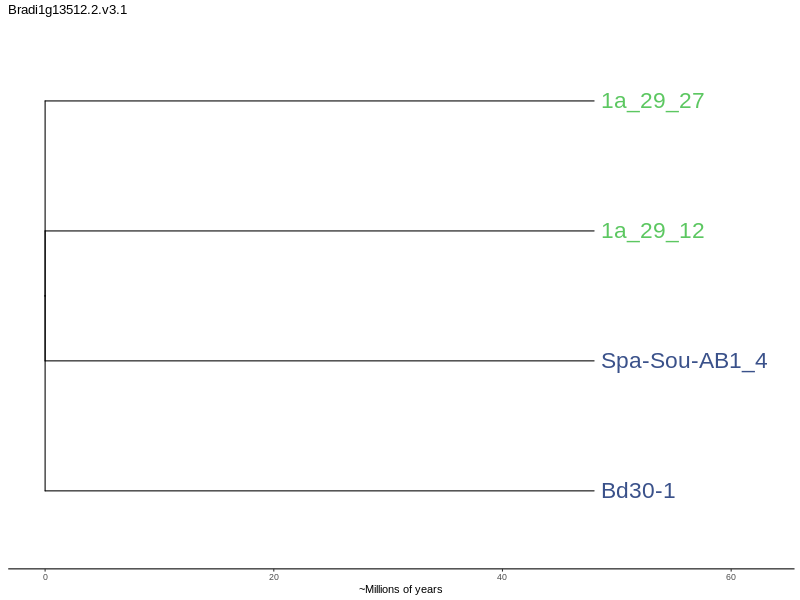 Bradi1g13512.2.v3.1
1a_29_27
1a_29_12
Spa-Sou-AB1_4
Bd30-1
0 20 40 60
~Millions of years